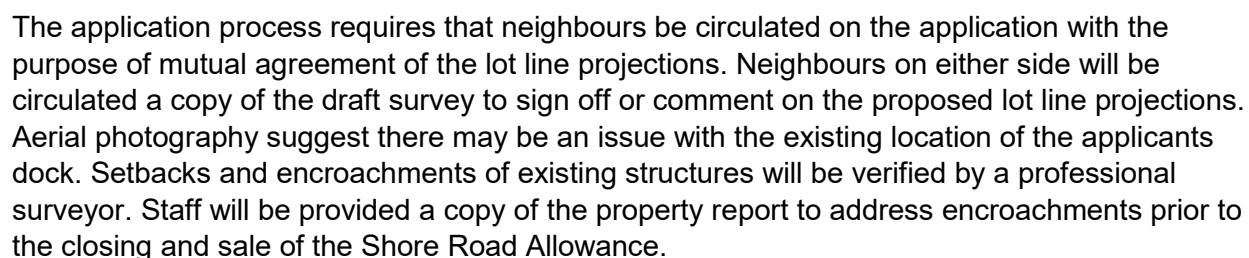 The application process requires that neighbours be circulated on the application with the
purpose of mutual agreement of the lot line projections. Neighbours on either side will be
circulated a copy of the draft survey to sign off or comment on the proposed lot line projections.
Aerial photography suggest there may be an issue with the existing location of the applicants
dock. Setbacks and encroachments of existing structures will be verified by a professional
surveyor. Staff will be provided a copy of the property report to address encroachments prior to
the closing and sale of the Shore Road Allowance.